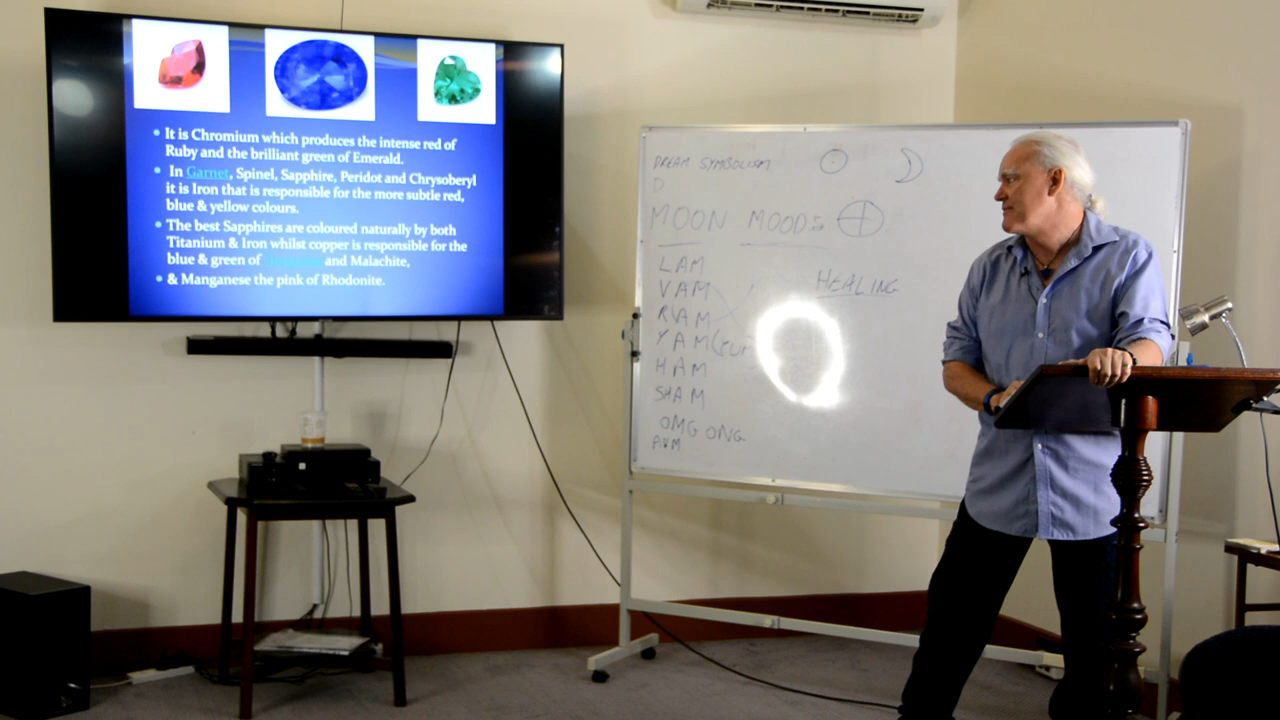 It is Chromium which produces the intense red of
Ruby and the brilliant green of Emerald.
In Garnet, Spinel, Sapphire, Peridot and Chrysoberyl
it is Iron that is responsible for the more subtle red,
blue & yellow colours.
The best Sapphires are coloured naturally by both
Titanium & Iron whilst copper is responsible for the
blue & green of and Malachite,
& Manganese the pink of Rhodonite.
DREAM SYMBOLISM
D
MOON MOODS
HEALING
LAM
VAM
RAM
YAM
HAM
SHAM
OMG ONG
AUM